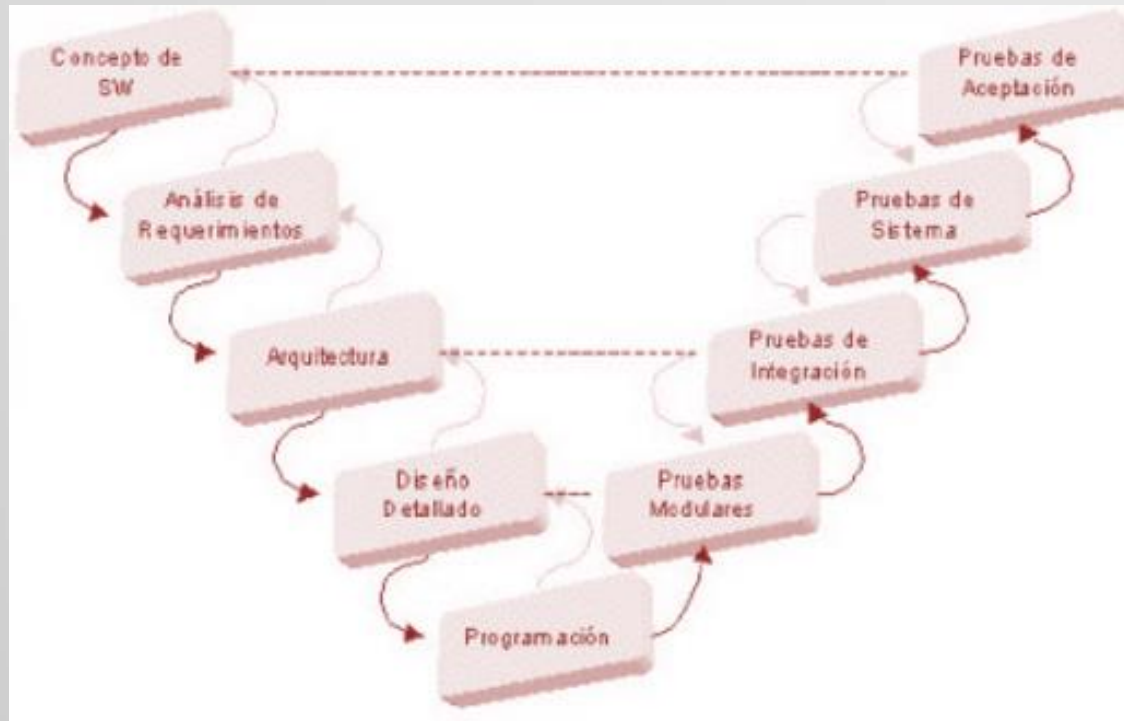 Concepto de
SW
Análisis de
Requerimientos
Arquitectura
Diseño
Detallado
Programación
Pruebas
Modulares
Pruebas de
Integración
Pruebas de
Sistema
Pruebas de
Aceptación